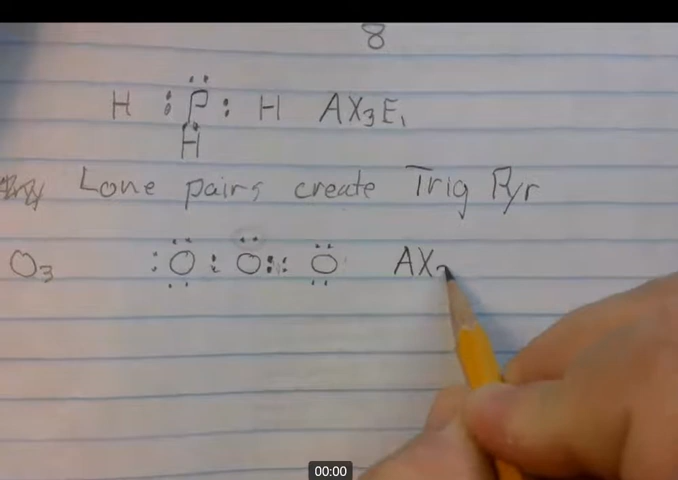 8
H :P: H AX₃E₁
H
Lone pairs create Trig Pyr
O₃ :O: O:: O AX₂
00:00